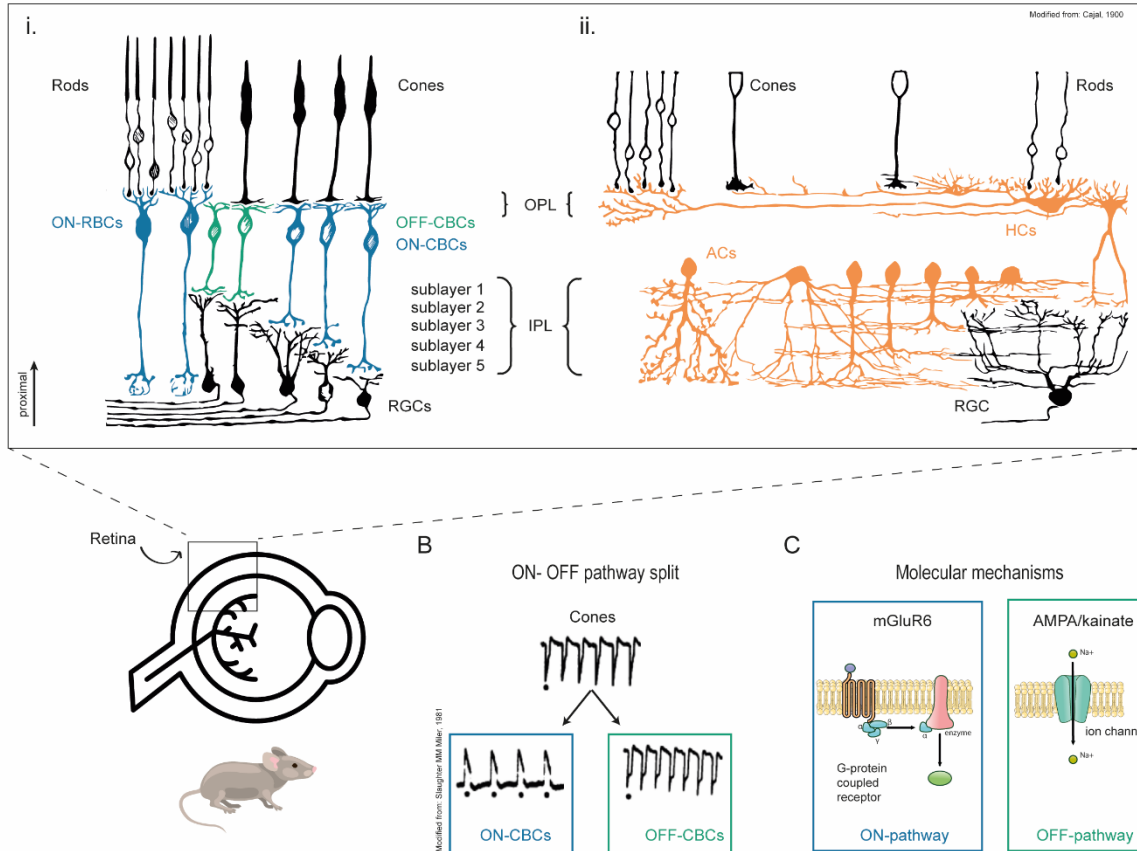 i.
ii.
Modified from: Cajal, 1900
Rods
Cones
Cones
Rods
OPL
ON-RBCs
OFF-CBCs
ON-CBCs
HCs
ACs
sublayer 1
sublayer 2
sublayer 3
sublayer 4
sublayer 5
IPL
proximal
RGCs
RGC
Retina
B
ON- OFF pathway split
Cones
Modified from: Slaughter MM Miler, 1981
ON-CBCs
OFF-CBCs
C
Molecular mechanisms
mGluR6
α
β
γ
α
enzyme
G-protein
coupled
receptor
ON-pathway
AMPA/kainate
Na+
ion chann
Na+
OFF-pathway